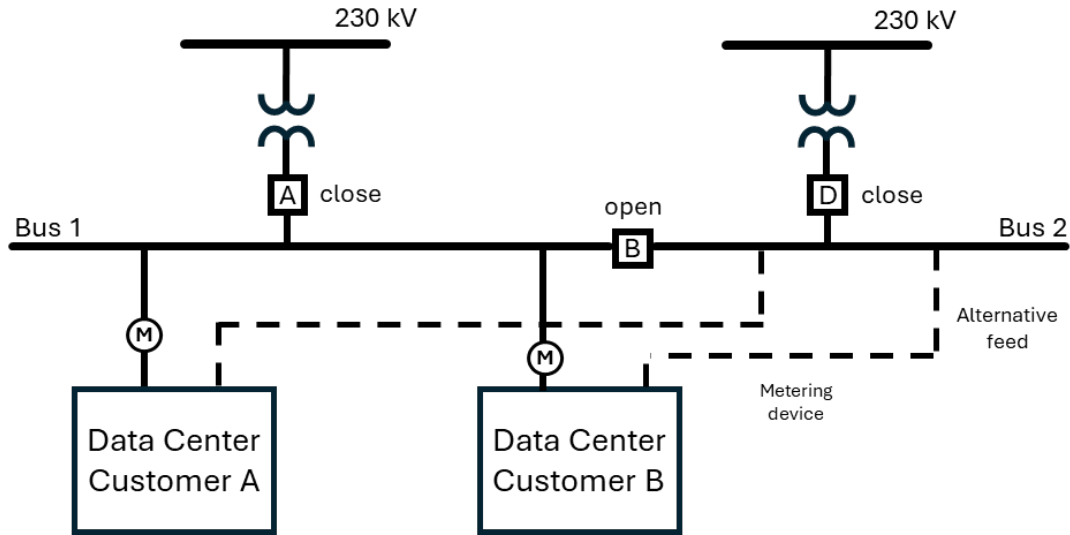 230 kV
230 kV
A
close
D
close
open
Bus 1
B
Bus 2
M
M
Alternative
feed
Metering
device
Data Center
Customer A
Data Center
Customer B